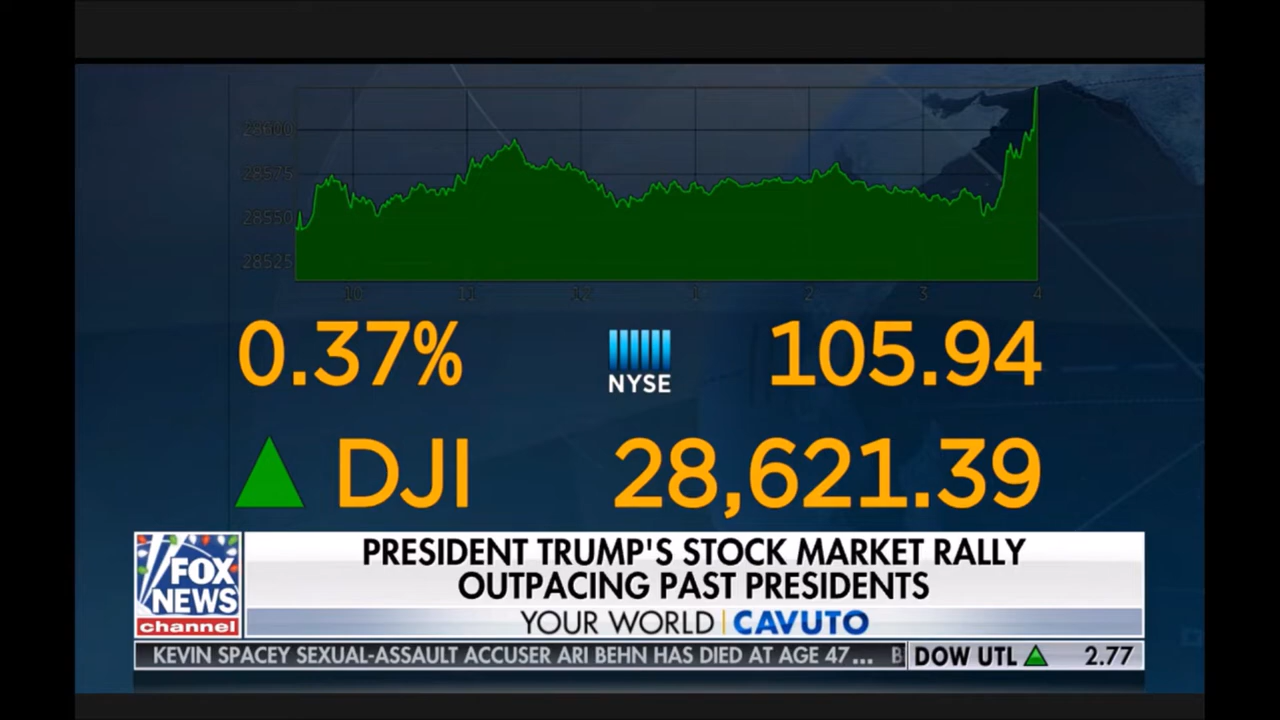 28600
28575
28550
28525
10 11 12 1 2 3 4
0.37% NYSE 105.94
DJI 28,621.39
PRESIDENT TRUMP'S STOCK MARKET RALLY
OUTPACING PAST PRESIDENTS
FOX
NEWS
channel
YOUR WORLD | CAVUTO
KEVIN SPACEY SEXUAL-ASSAULT ACCUSER ARI BEHN HAS DIED AT AGE 47... B DOW UTL 2.77